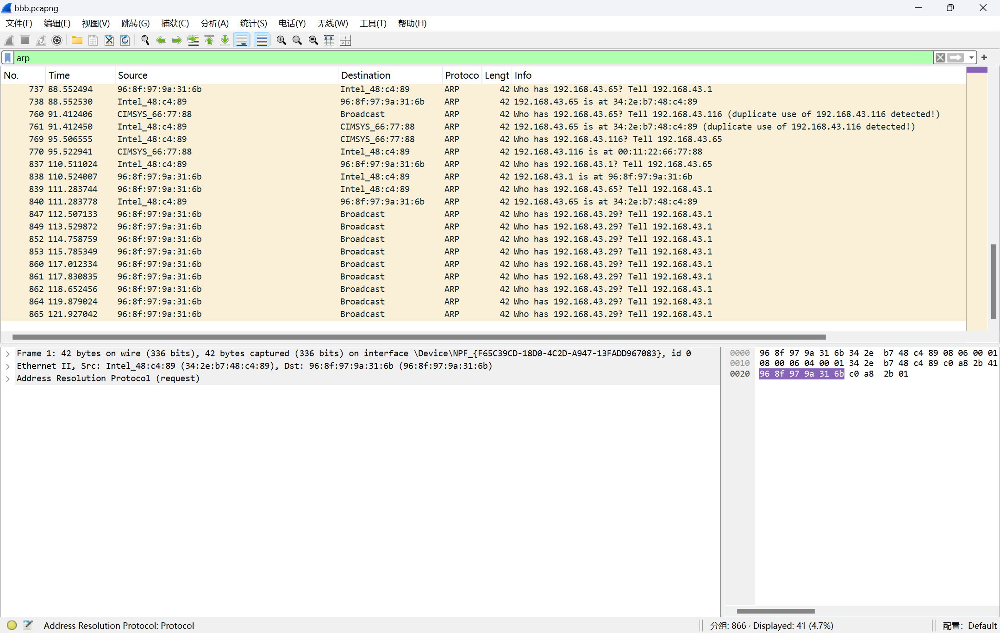 bbb.pcapng
文件(F) 编辑(E) 视图(V) 跳转(G) 捕获(C) 分析(A) 统计(S) 电话(Y) 无线(W) 工具(T) 帮助(H)
arp
No. Time Source Destination Protoco Lengt Info
737 88.552494 96:8f:97:9a:31:6b Intel_48:c4:89 ARP 42 Who has 192.168.43.65? Tell 192.168.43.1
738 88.552530 Intel_48:c4:89 96:8f:97:9a:31:6b ARP 42 192.168.43.65 is at 34:2e:b7:48:c4:89
760 91.412406 CIMSYS_66:77:88 Broadcast ARP 42 Who has 192.168.43.65? Tell 192.168.43.116 (duplicate use of 192.168.43.116 detected!)
761 91.412450 Intel_48:c4:89 CIMSYS_66:77:88 ARP 42 192.168.43.65 is at 34:2e:b7:48:c4:89 (duplicate use of 192.168.43.116 detected!)
769 95.506555 Intel_48:c4:89 CIMSYS_66:77:88 ARP 42 Who has 192.168.43.116? Tell 192.168.43.65
770 95.522941 CIMSYS_66:77:88 Intel_48:c4:89 ARP 42 192.168.43.116 is at 00:11:22:66:77:88
837 110.511024 Intel_48:c4:89 96:8f:97:9a:31:6b ARP 42 Who has 192.168.43.1? Tell 192.168.43.65
838 110.524007 96:8f:97:9a:31:6b Intel_48:c4:89 ARP 42 192.168.43.1 is at 96:8f:97:9a:31:6b
839 111.283744 96:8f:97:9a:31:6b Intel_48:c4:89 ARP 42 Who has 192.168.43.65? Tell 192.168.43.1
840 111.283778 Intel_48:c4:89 96:8f:97:9a:31:6b ARP 42 192.168.43.65 is at 34:2e:b7:48:c4:89
847 112.507133 96:8f:97:9a:31:6b Broadcast ARP 42 Who has 192.168.43.29? Tell 192.168.43.1
849 113.529872 96:8f:97:9a:31:6b Broadcast ARP 42 Who has 192.168.43.29? Tell 192.168.43.1
852 114.758759 96:8f:97:9a:31:6b Broadcast ARP 42 Who has 192.168.43.29? Tell 192.168.43.1
853 115.785349 96:8f:97:9a:31:6b Broadcast ARP 42 Who has 192.168.43.29? Tell 192.168.43.1
860 117.012334 96:8f:97:9a:31:6b Broadcast ARP 42 Who has 192.168.43.29? Tell 192.168.43.1
861 117.830835 96:8f:97:9a:31:6b Broadcast ARP 42 Who has 192.168.43.29? Tell 192.168.43.1
862 118.652456 96:8f:97:9a:31:6b Broadcast ARP 42 Who has 192.168.43.29? Tell 192.168.43.1
864 119.879024 96:8f:97:9a:31:6b Broadcast ARP 42 Who has 192.168.43.29? Tell 192.168.43.1
865 121.927042 96:8f:97:9a:31:6b Broadcast ARP 42 Who has 192.168.43.29? Tell 192.168.43.1
Frame 1: 42 bytes on wire (336 bits), 42 bytes captured (336 bits) on interface \Device\NPF_{F65C39CD-18D0-4C2D-A947-13FADD967083}, id 0
Ethernet II, Src: Intel_48:c4:89 (34:2e:b7:48:c4:89), Dst: 96:8f:97:9a:31:6b (96:8f:97:9a:31:6b)
Address Resolution Protocol (request)
0000 96 8f 97 9a 31 6b 34 2e b7 48 c4 89 08 06 00 01
0010 08 00 06 04 00 01 34 2e b7 48 c4 89 c0 a8 2b 41
0020 96 8f 97 9a 31 6b c0 a8 2b 01
Address Resolution Protocol: Protocol
分组: 866 · Displayed: 41 (4.7%)
配置: Default